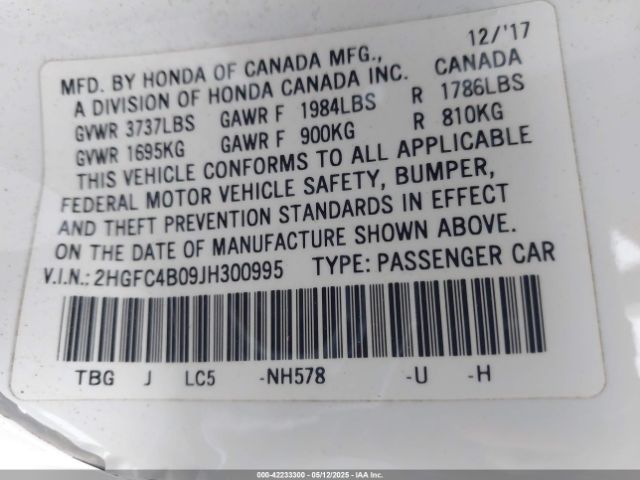 12/'17
MFD. BY HONDA OF CANADA MFG.,
A DIVISION OF HONDA CANADA INC. CANADA
GVWR 3737LBS GAWR F 1984LBS R 1786LBS
GVWR 1695KG GAWR F 900KG R 810KG
THIS VEHICLE CONFORMS TO ALL APPLICABLE
FEDERAL MOTOR VEHICLE SAFETY, BUMPER,
AND THEFT PREVENTION STANDARDS IN EFFECT
ON THE DATE OF MANUFACTURE SHOWN ABOVE.
V.I.N.: 2HGFC4B09JH300995 TYPE: PASSENGER CAR
TBG J LC5 -NH578 -U -H
000-42233300 - 05/12/2025 - IAAI.COM